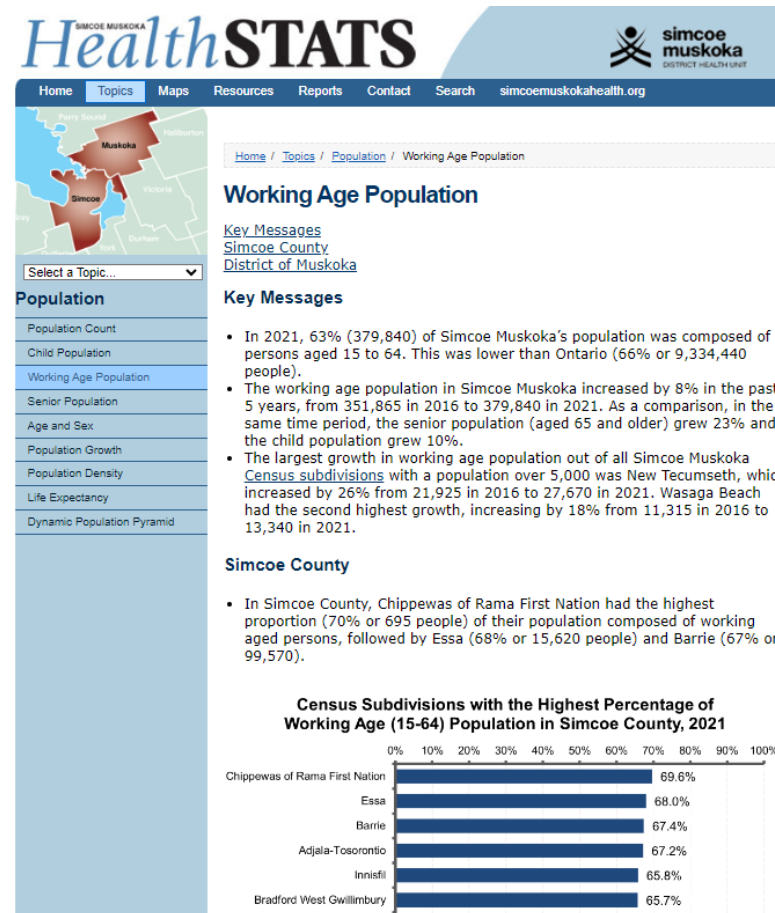 SIMCOE MUSKOKA
HealthSTATS
simcoe
muskoka
DISTRICT HEALTH UNIT
Home Topics Maps Resources Reports Contact Search simcoemuskokahealth.org
Parry Sound
Haliburton
Muskoka
Simcoe
Victoria
Durham
York
Home / Topics / Population / Working Age Population
Working Age Population
Key Messages
Simcoe County
District of Muskoka
Select a Topic...
Population
Population Count
Child Population
Working Age Population
Senior Population
Age and Sex
Population Growth
Population Density
Life Expectancy
Dynamic Population Pyramid
Key Messages
• In 2021, 63% (379,840) of Simcoe Muskoka's population was composed of
persons aged 15 to 64. This was lower than Ontario (66% or 9,334,440
people).
• The working age population in Simcoe Muskoka increased by 8% in the past
5 years, from 351,865 in 2016 to 379,840 in 2021. As a comparison, in the
same time period, the senior population (aged 65 and older) grew 23% and
the child population grew 10%.
• The largest growth in working age population out of all Simcoe Muskoka
Census subdivisions with a population over 5,000 was New Tecumseth, whic
increased by 26% from 21,925 in 2016 to 27,670 in 2021. Wasaga Beach
had the second highest growth, increasing by 18% from 11,315 in 2016 to
13,340 in 2021.
Simcoe County
• In Simcoe County, Chippewas of Rama First Nation had the highest
proportion (70% or 695 people) of their population composed of working
aged persons, followed by Essa (68% or 15,620 people) and Barrie (67% or
99,570).
Census Subdivisions with the Highest Percentage of
Working Age (15-64) Population in Simcoe County, 2021
0% 10% 20% 30% 40% 50% 60% 70% 80% 90% 100%
Chippewas of Rama First Nation 69.6%
Essa 68.0%
Barrie 67.4%
Adjala-Tosorontio 67.2%
Innisfil 65.8%
Bradford West Gwillimbury 65.7%